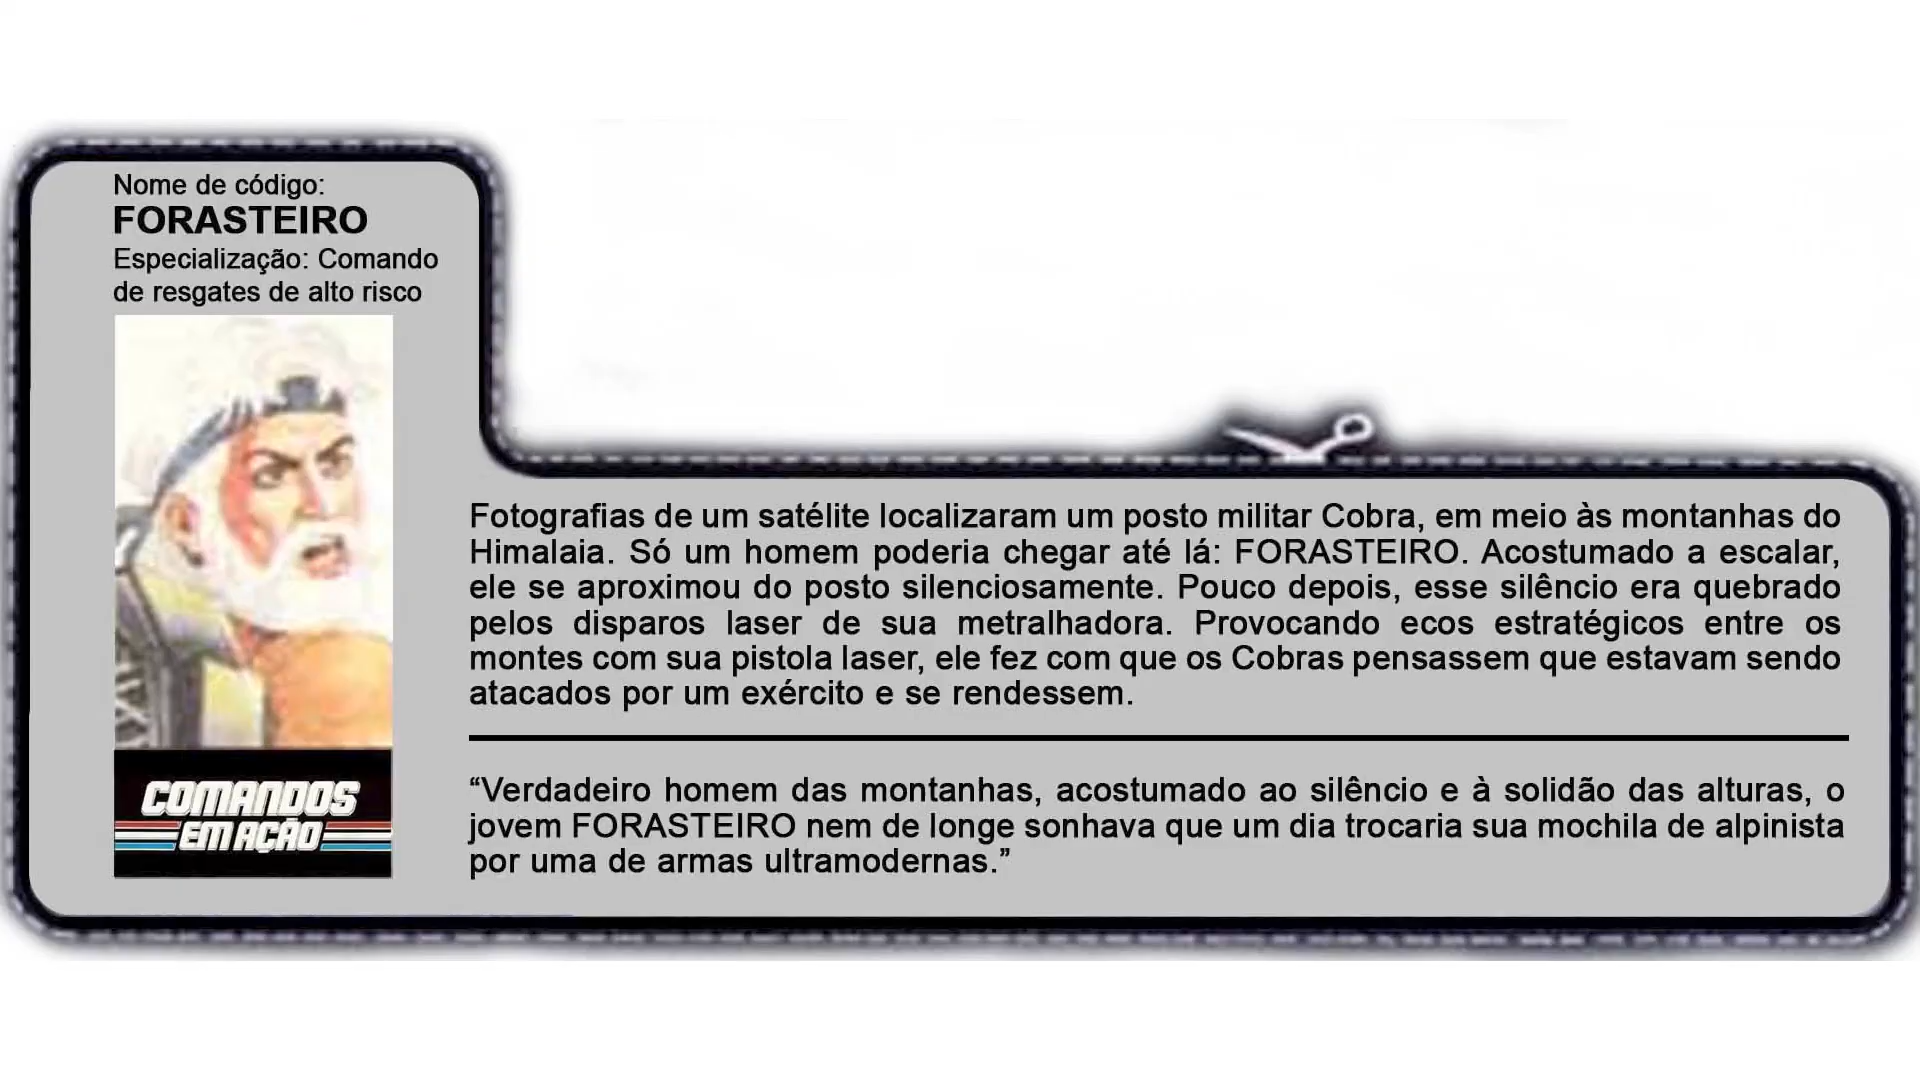 Nome de código:
FORASTEIRO
Especialização: Comando
de resgates de alto risco
COMANDOS
EM AÇÃO
Fotografias de um satélite localizaram um posto militar Cobra, em meio às montanhas do
Himalaia. Só um homem poderia chegar até lá: FORASTEIRO. Acostumado a escalar,
ele se aproximou do posto silenciosamente. Pouco depois, esse silêncio era quebrado
pelos disparos laser de sua metralhadora. Provocando ecos estratégicos entre os
montes com sua pistola laser, ele fez com que os Cobras pensassem que estavam sendo
atacados por um exército e se rendessem.
“Verdadeiro homem das montanhas, acostumado ao silêncio e à solidão das alturas, o
jovem FORASTEIRO nem de longe sonhava que um dia trocaria sua mochila de alpinista
por uma de armas ultramodernas.”